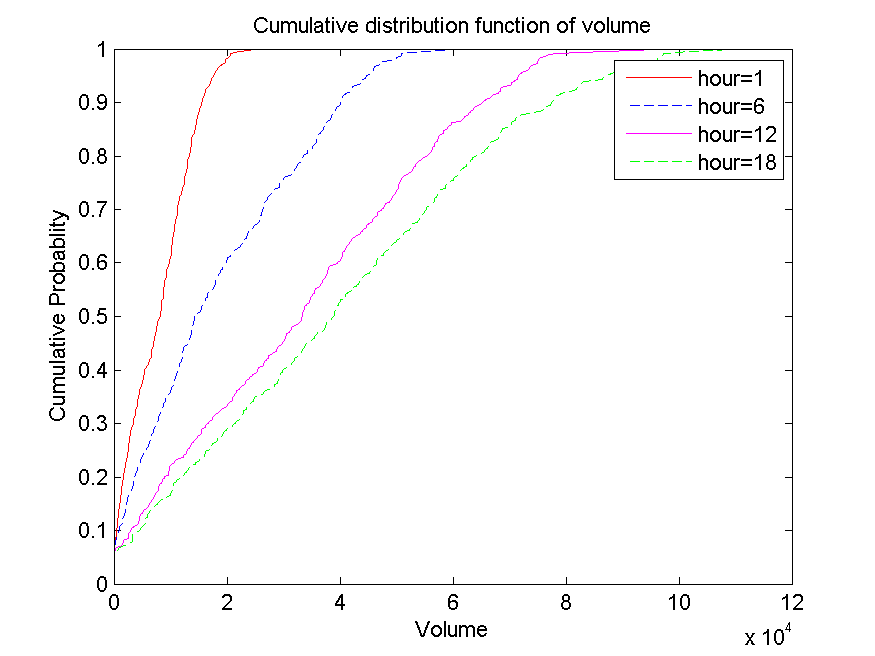 Cumulative distribution function of volume
1
0.9
0.8
0.7
0.6
0.5
0.4
0.3
0.2
0.1
0
Cumulative Probablity
hour=1
hour=6
hour=12
hour=18
0 2 4 6 8 10 12
Volume
x 10^4